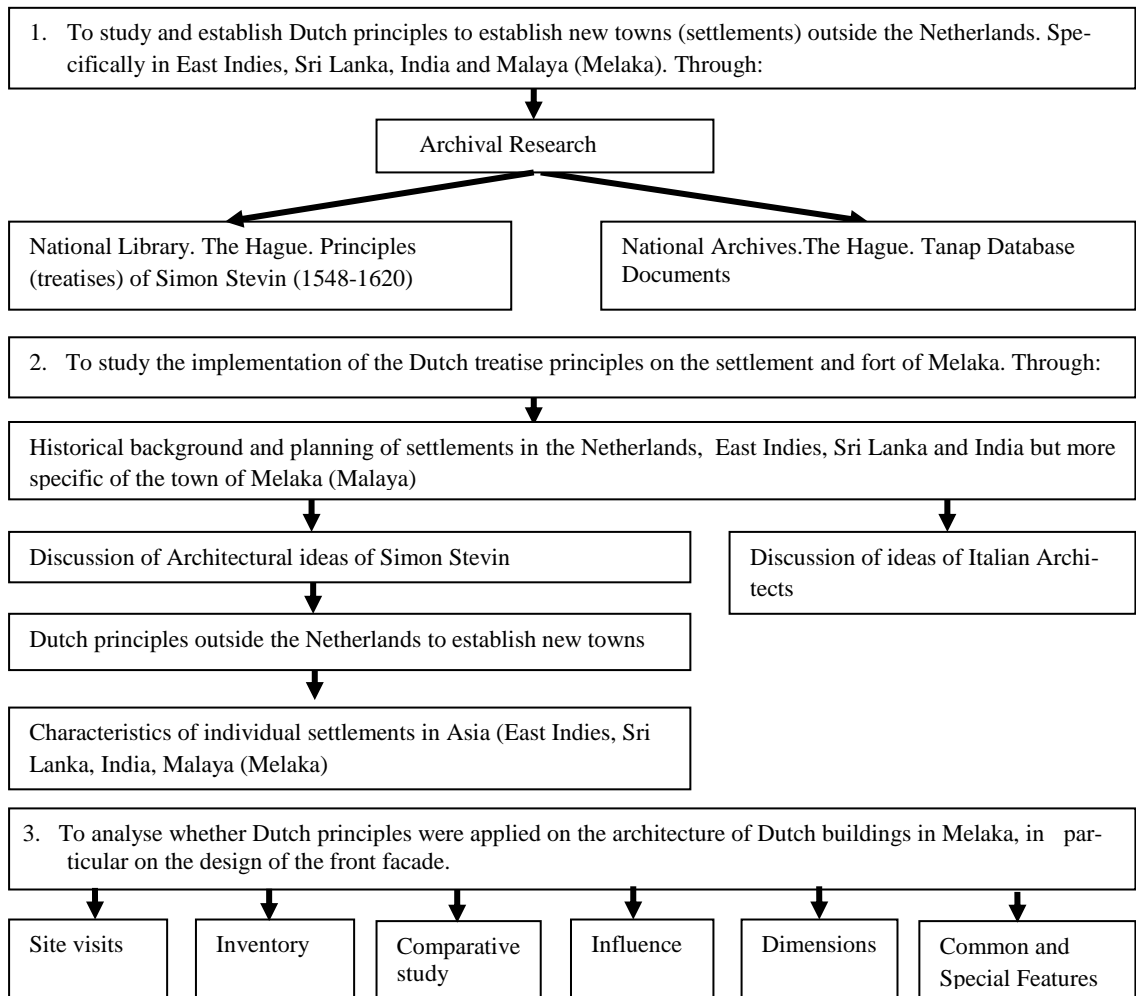 1. To study and establish Dutch principles to establish new towns (settlements) outside the Netherlands. Spe-
cifically in East Indies, Sri Lanka, India and Malaya (Melaka). Through:
Archival Research
National Library. The Hague. Principles
(treatises) of Simon Stevin (1548-1620)
National Archives.The Hague. Tanap Database
Documents
2. To study the implementation of the Dutch treatise principles on the settlement and fort of Melaka. Through:
Historical background and planning of settlements in the Netherlands, East Indies, Sri Lanka and India but more
specific of the town of Melaka (Malaya)
Discussion of Architectural ideas of Simon Stevin
Discussion of ideas of Italian Archi-
tects
Dutch principles outside the Netherlands to establish new towns
Characteristics of individual settlements in Asia (East Indies, Sri
Lanka, India, Malaya (Melaka)
3. To analyse whether Dutch principles were applied on the architecture of Dutch buildings in Melaka, in par-
ticular on the design of the front facade.
Site visits
Inventory
Comparative
study
Influence
Dimensions
Common and
Special Features